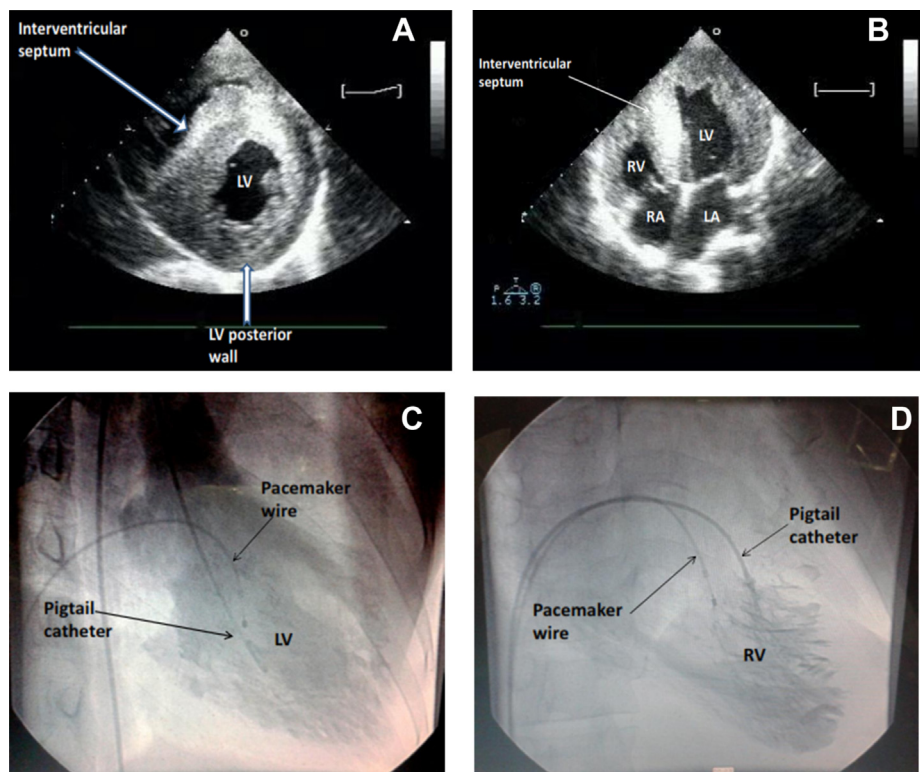 A
Interventricular
septum
LV
LV posterior
wall
B
Interventricular
septum
LV
RV
RA
LA
P T R
1.6 3.2
C
Pacemaker
wire
Pigtail
catheter
LV
D
Pigtail
catheter
Pacemaker
wire
RV